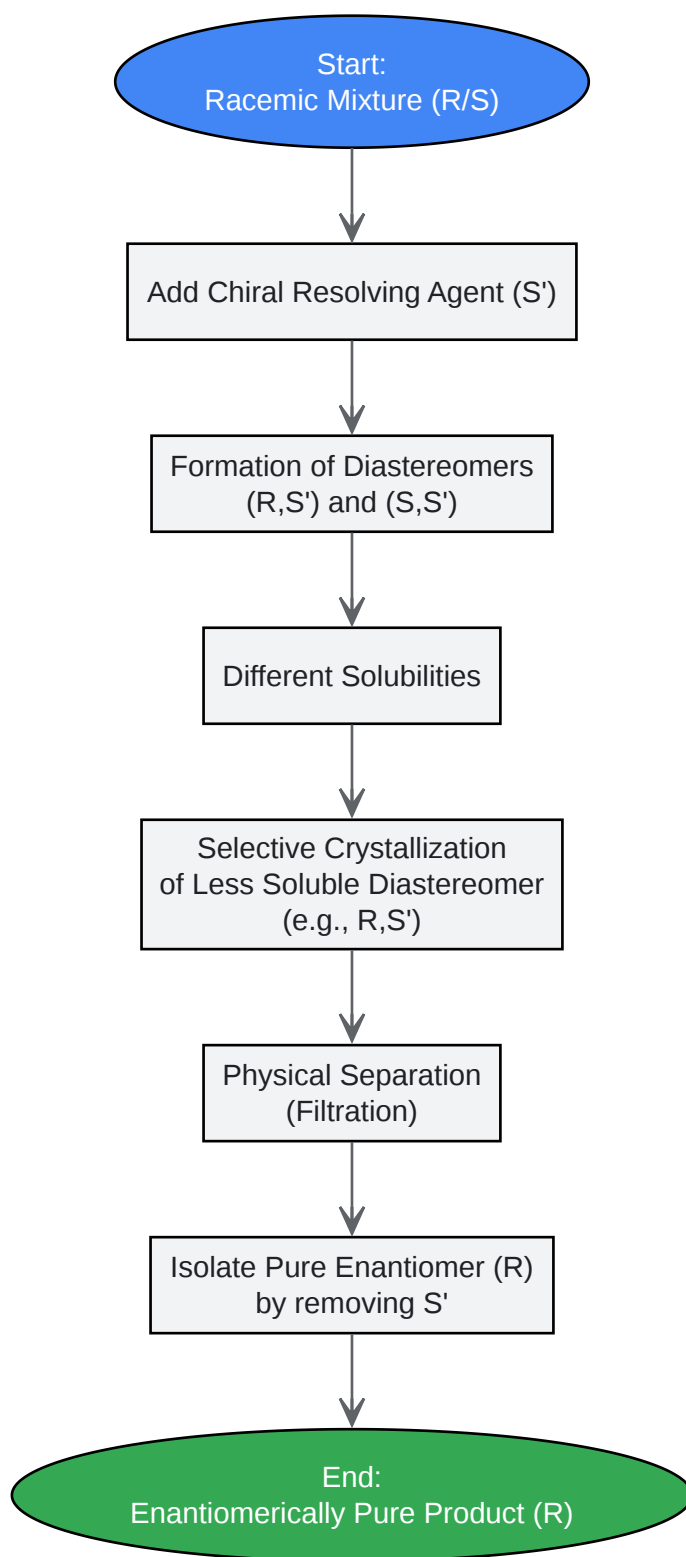 Start:
Racemic Mixture (R/S)
Add Chiral Resolving Agent (S')
Formation of Diastereomers
(R,S') and (S,S')
Different Solubilities
Selective Crystallization
of Less Soluble Diastereomer
(e.g., R,S')
Physical Separation
(Filtration)
Isolate Pure Enantiomer (R)
by removing S'
End:
Enantiomerically Pure Product (R)